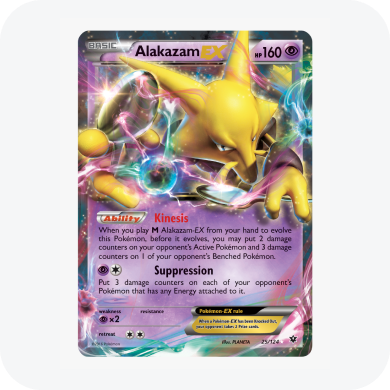 BASIC Alakazam EX HP160
Ability Kinesis
When you play M Alakazam-EX from your hand to evolve
this Pokémon, before it evolves, you may put 2 damage
counters on your opponent's Active Pokémon and 3 damage
counters on 1 of your opponent's Benched Pokémon.
Suppression
Put 3 damage counters on each of your opponent's
Pokémon that has any Energy attached to it.
weakness resistance
×2
retreat
Pokémon-EX rule
When a Pokémon-EX has been Knocked Out,
your opponent takes 2 Prize cards.
Illus. PLANETA 25/124